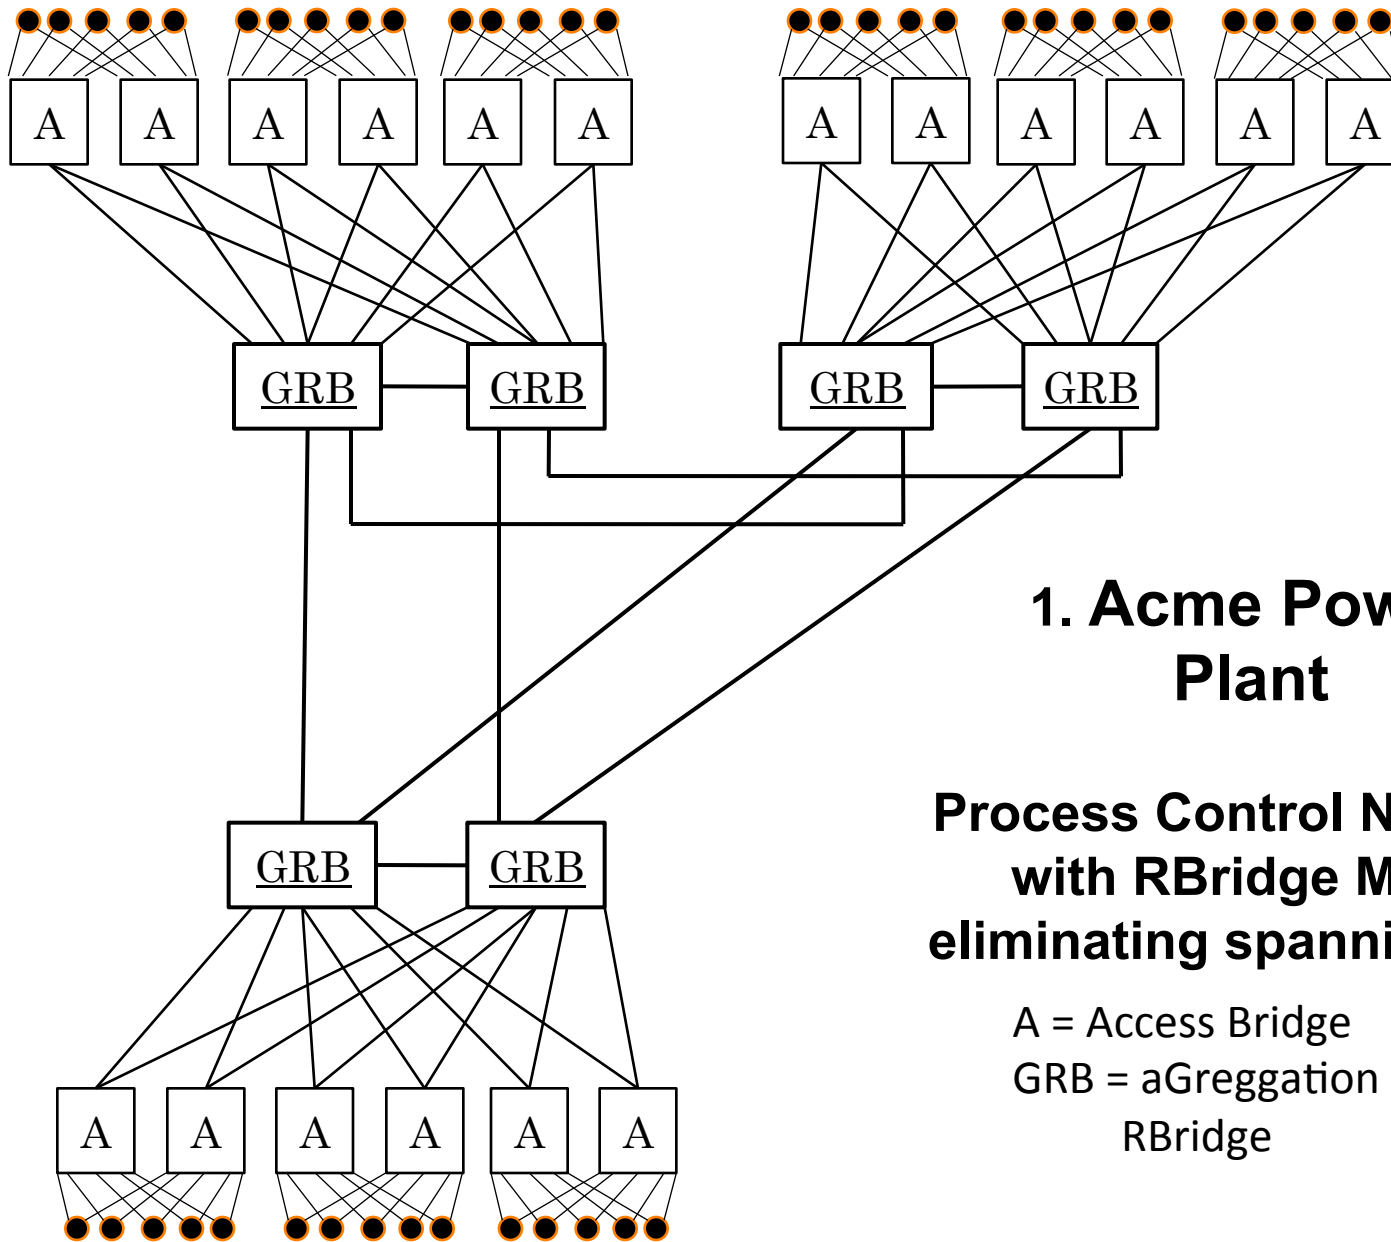 A A A A A A A A A A A A
GRB GRB GRB GRB
1. Acme Pow
Plant
Process Control N
with RBridge M
eliminating spanni
GRB GRB
A = Access Bridge
GRB = aGreggation
RBridge
A A A A A A